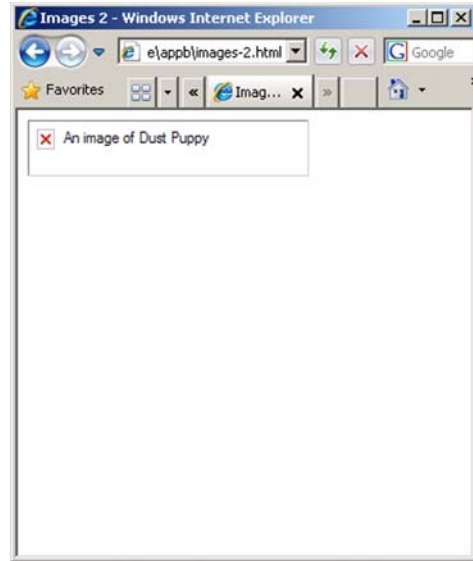 Images 2 - Windows Internet Explorer
e\appb\images-2.html
Google
Favorites
Imag...
An image of Dust Puppy